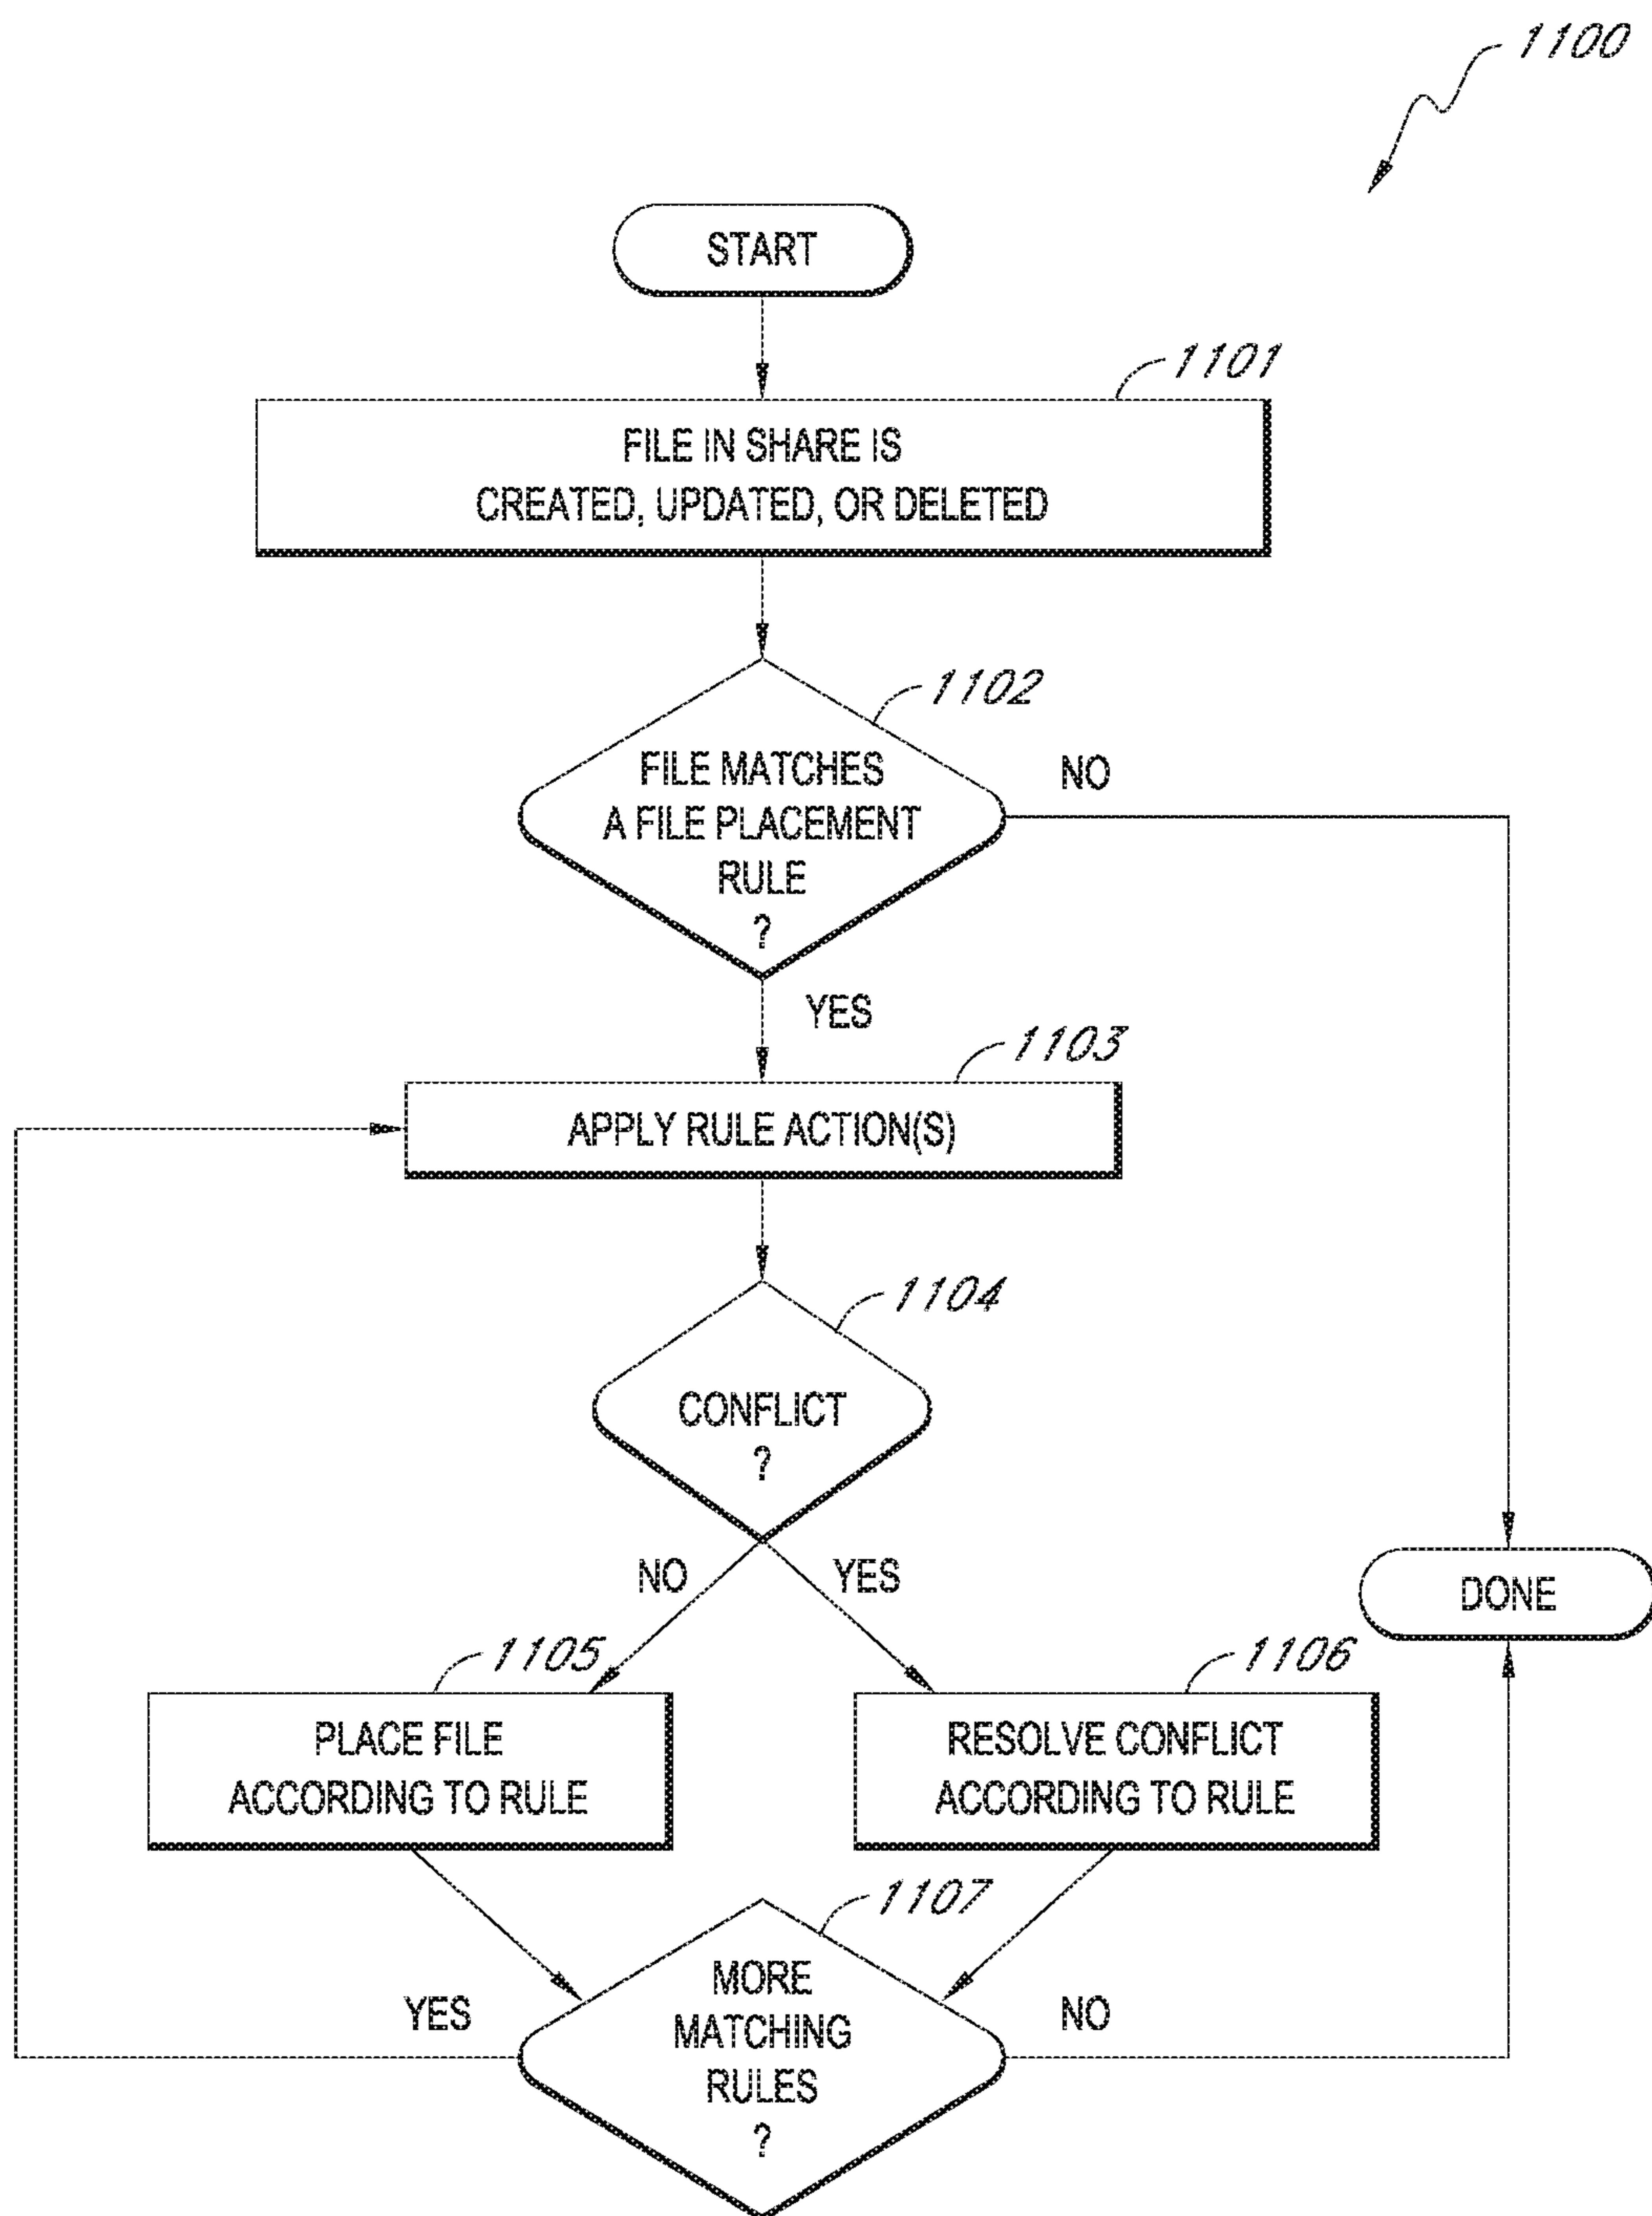 1100
START
1101
FILE IN SHARE IS
CREATED, UPDATED, OR DELETED
1102
FILE MATCHES
A FILE PLACEMENT
RULE
?
NO
YES
1103
APPLY RULE ACTION(S)
1104
CONFLICT
?
NO
YES
DONE
1105
PLACE FILE
ACCORDING TO RULE
1106
RESOLVE CONFLICT
ACCORDING TO RULE
1107
MORE
MATCHING
RULES
?
YES
NO